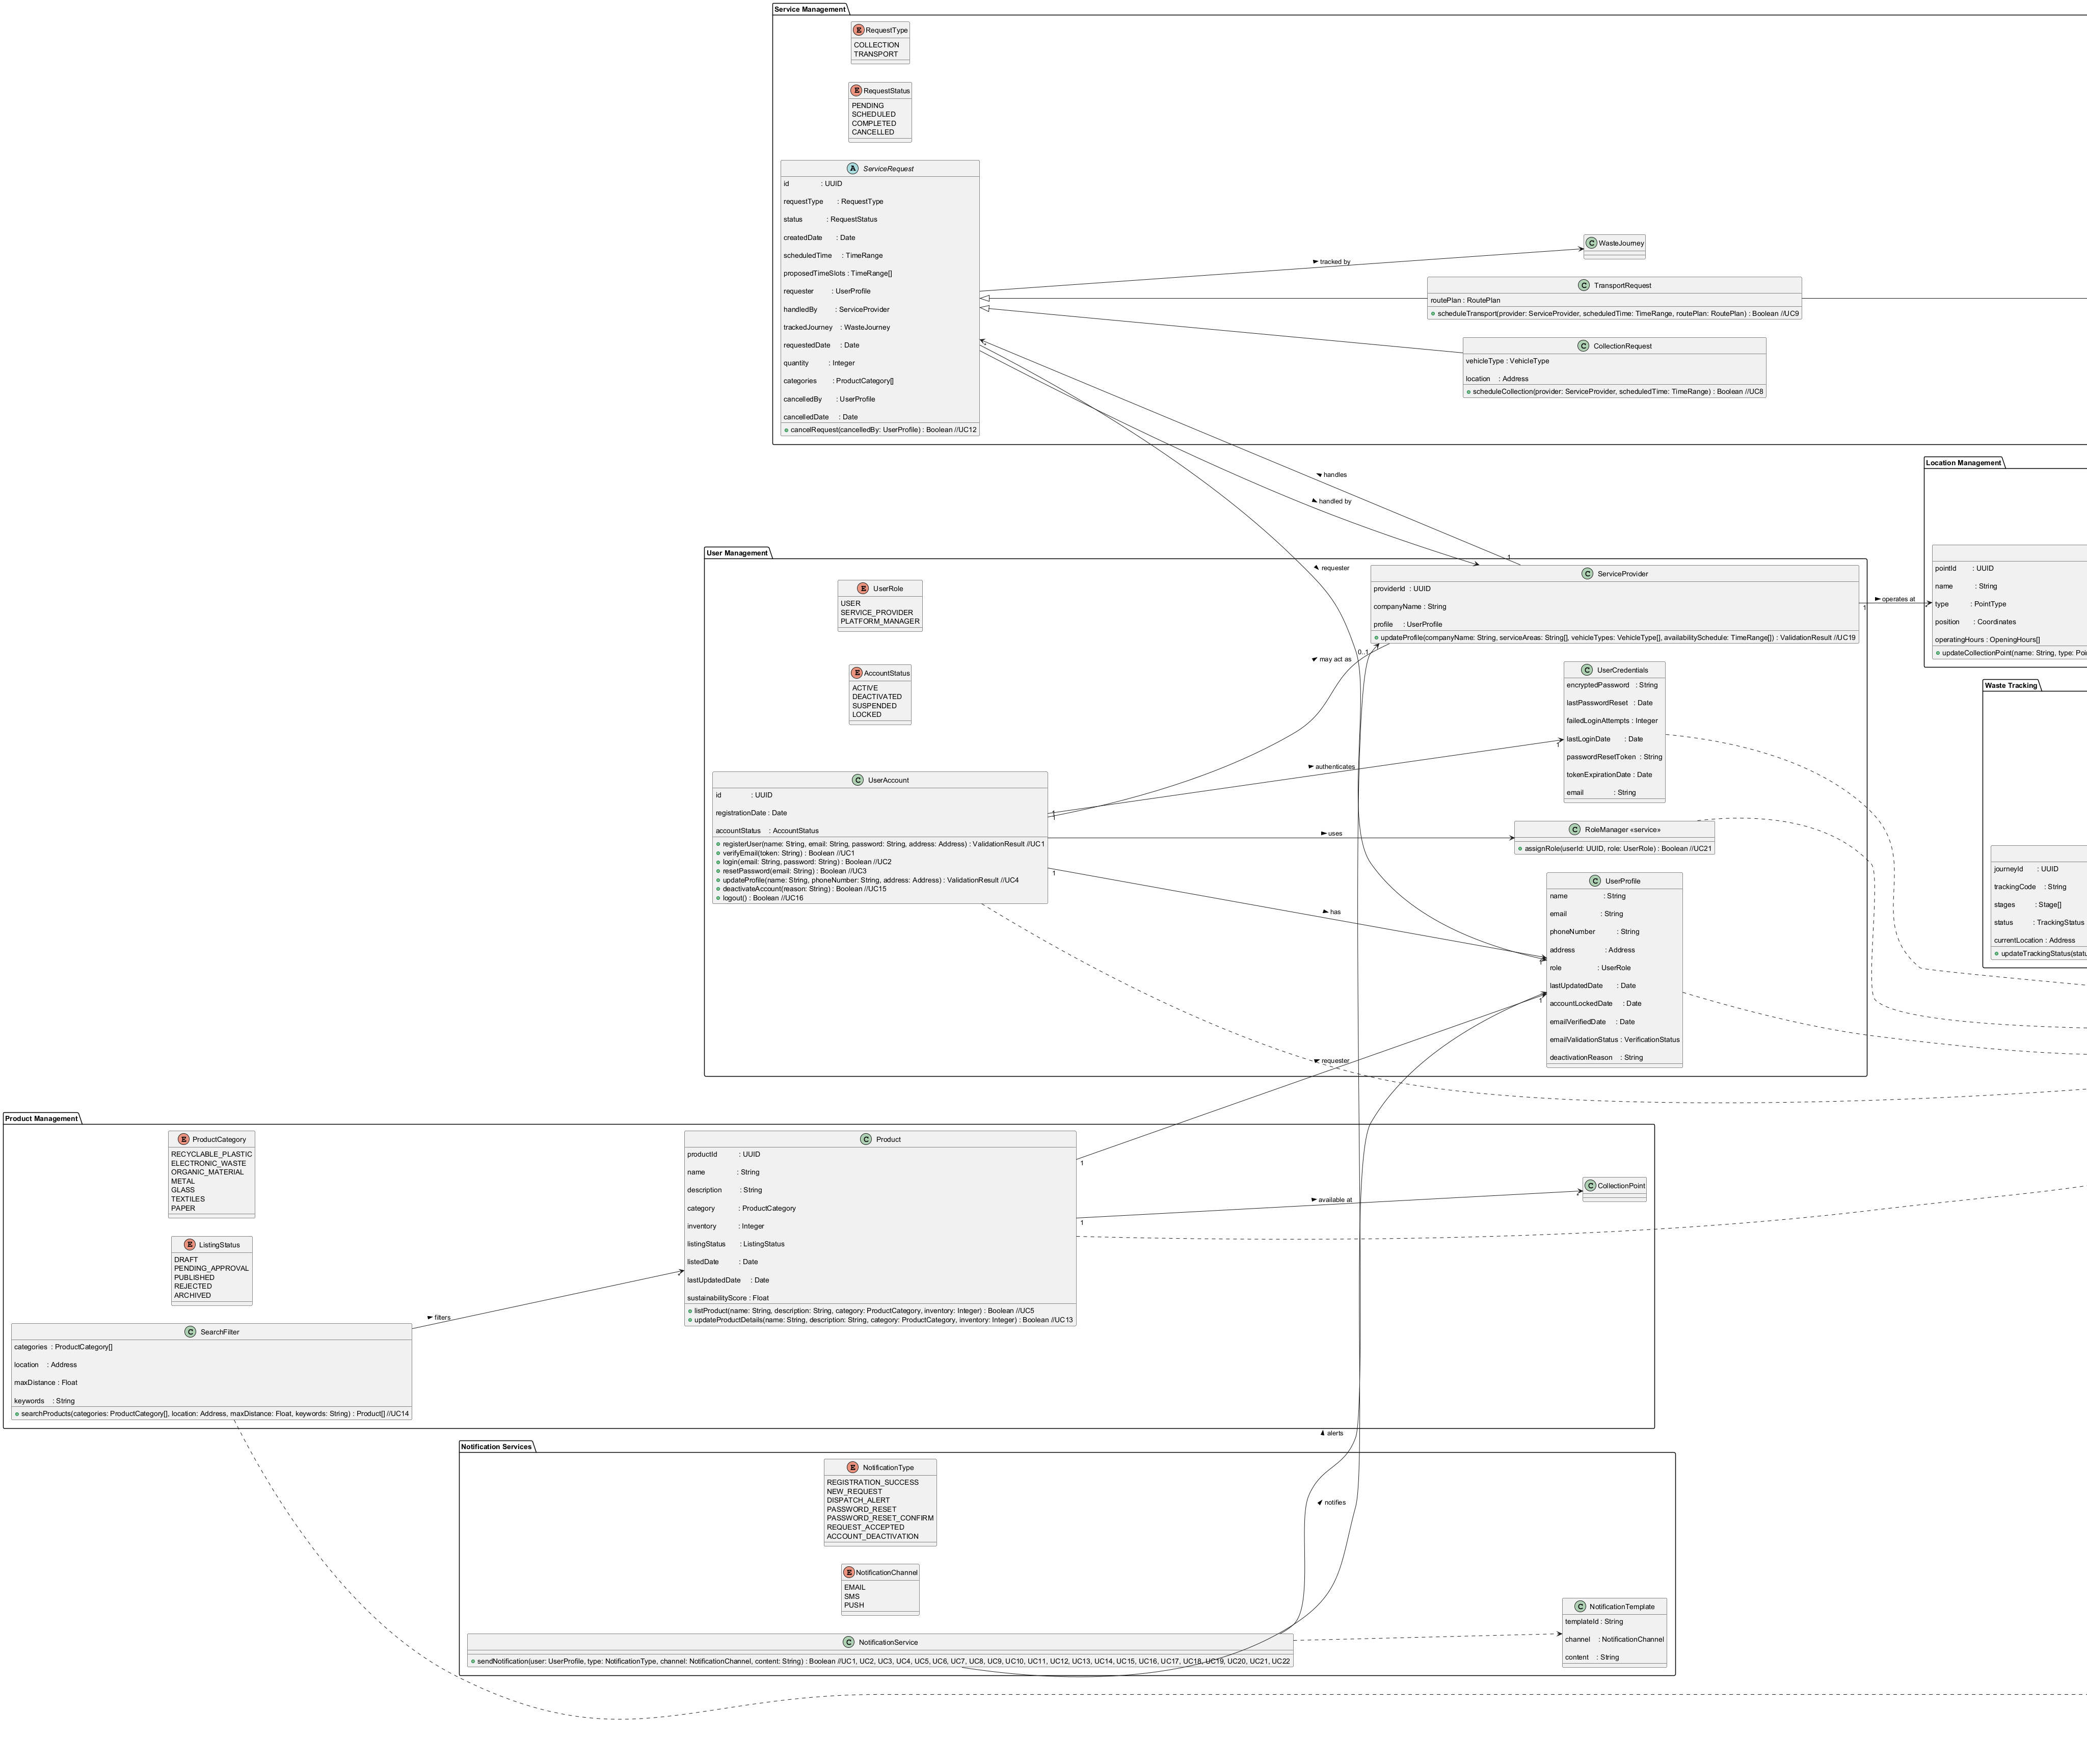 Service Management
E RequestType
COLLECTION
TRANSPORT
E RequestStatus
PENDING
SCHEDULED
COMPLETED
CANCELLED
A ServiceRequest
id : UUID
requestType : RequestType
status : RequestStatus
createdDate : Date
scheduledTime : TimeRange
proposedTimeSlots : TimeRange[]
requester : UserProfile
handledBy : ServiceProvider
trackedJourney : WasteJourney
requestedDate : Date
quantity : Integer
categories : ProductCategory[]
cancelledBy : UserProfile
cancelledDate : Date
cancelRequest(cancelledBy: UserProfile) : Boolean //UC12
tracked by
C WasteJourney
C TransportRequest
routePlan : RoutePlan
scheduleTransport(provider: ServiceProvider, scheduledTime: TimeRange, routePlan: RoutePlan) : Boolean //UC9
C CollectionRequest
vehicleType : VehicleType
location : Address
scheduleCollection(provider: ServiceProvider, scheduledTime: TimeRange) : Boolean //UC8
handles
handled by
requester
Location Management
pointId : UUID
name : String
type : PointType
position : Coordinates
operatingHours : OpeningHours[]
updateCollectionPoint(name: String, type: Poi
User Management
E UserRole
USER
SERVICE_PROVIDER
PLATFORM_MANAGER
E AccountStatus
ACTIVE
DEACTIVATED
SUSPENDED
LOCKED
C UserAccount
id : UUID
registrationDate : Date
accountStatus : AccountStatus
registerUser(name: String, email: String, password: String, address: Address) : ValidationResult //UC1
verifyEmail(token: String) : Boolean //UC1
login(email: String, password: String) : Boolean //UC2
resetPassword(email: String) : Boolean //UC3
updateProfile(name: String, phoneNumber: String, address: Address) : ValidationResult //UC4
deactivateAccount(reason: String) : Boolean //UC15
logout() : Boolean //UC16
1
C ServiceProvider
providerId : UUID
companyName : String
profile : UserProfile
updateProfile(companyName: String, serviceAreas: String[], vehicleTypes: VehicleType[], availabilitySchedule: TimeRange[]) : ValidationResult //UC19
1
operates at
0..1
1
may act as
1
1
authenticates
1
C UserCredentials
encryptedPassword : String
lastPasswordReset : Date
failedLoginAttempts : Integer
lastLoginDate : Date
passwordResetToken : String
tokenExpirationDate : Date
email : String
uses
C RoleManager «service»
assignRole(userId: UUID, role: UserRole) : Boolean //UC21
1
has
1
C UserProfile
name : String
email : String
phoneNumber : String
address : Address
role : UserRole
lastUpdatedDate : Date
accountLockedDate : Date
emailVerifiedDate : Date
emailValidationStatus : VerificationStatus
deactivationReason : String
1
requester
Waste Tracking
journeyId : UUID
trackingCode : String
stages : Stage[]
status : TrackingStatus
currentLocation : Address
updateTrackingStatus(statu
Product Management
E ProductCategory
RECYCLABLE_PLASTIC
ELECTRONIC_WASTE
ORGANIC_MATERIAL
METAL
GLASS
TEXTILES
PAPER
E ListingStatus
DRAFT
PENDING_APPROVAL
PUBLISHED
REJECTED
ARCHIVED
C SearchFilter
categories : ProductCategory[]
location : Address
maxDistance : Float
keywords : String
searchProducts(categories: ProductCategory[], location: Address, maxDistance: Float, keywords: String) : Product[] //UC14
filters
*
C Product
productId : UUID
name : String
description : String
category : ProductCategory
inventory : Integer
listingStatus : ListingStatus
listedDate : Date
lastUpdatedDate : Date
sustainabilityScore : Float
listProduct(name: String, description: String, category: ProductCategory, inventory: Integer) : Boolean //UC5
updateProductDetails(name: String, description: String, category: ProductCategory, inventory: Integer) : Boolean //UC13
1
1
available at
*
C CollectionPoint
Notification Services
alerts
E NotificationType
REGISTRATION_SUCCESS
NEW_REQUEST
DISPATCH_ALERT
PASSWORD_RESET
PASSWORD_RESET_CONFIRM
REQUEST_ACCEPTED
ACCOUNT_DEACTIVATION
notifies
E NotificationChannel
EMAIL
SMS
PUSH
C NotificationService
sendNotification(user: UserProfile, type: NotificationType, channel: NotificationChannel, content: String) : Boolean //UC1, UC2, UC3, UC4, UC5, UC6, UC7, UC8, UC9, UC10, UC11, UC12, UC13, UC14, UC15, UC16, UC17, UC18, UC19, UC20, UC21, UC22
C NotificationTemplate
templateId : String
channel : NotificationChannel
content : String